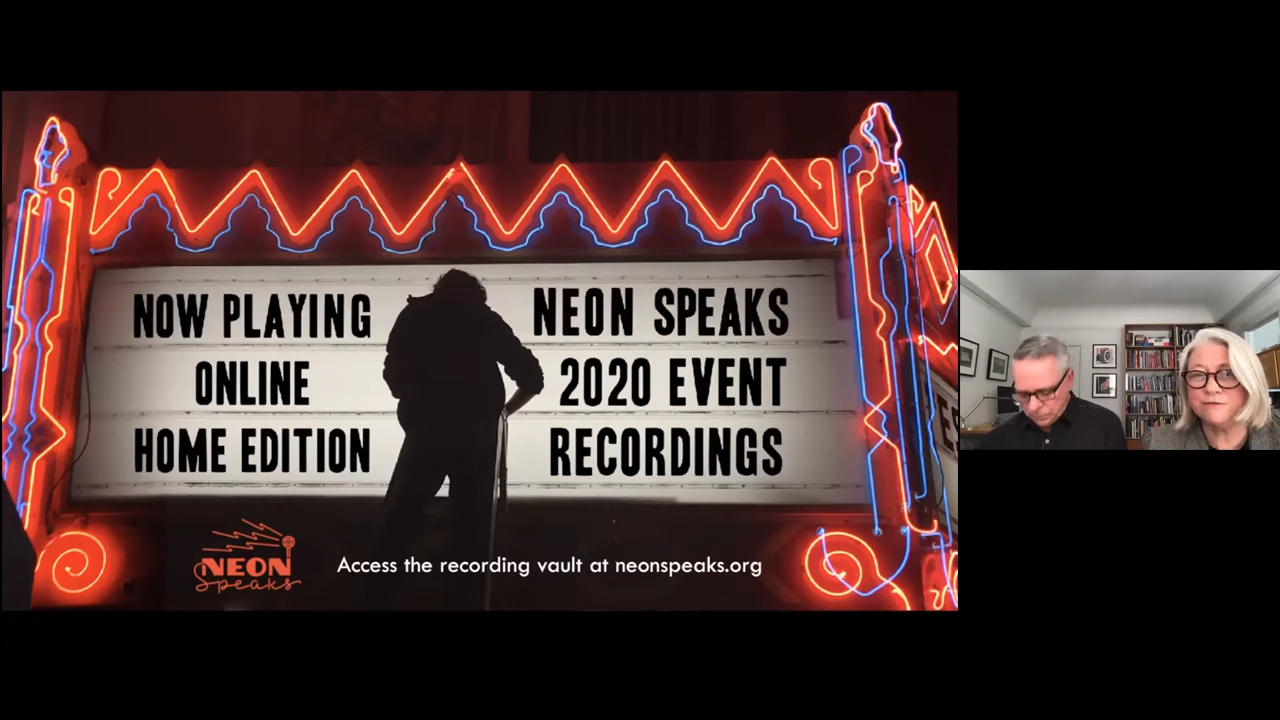 NOW PLAYING
ONLINE
HOME EDITION
NEON SPEAKS
2020 EVENT
RECORDINGS
NEON
Speaks
Access the recording vault at neonspeaks.org